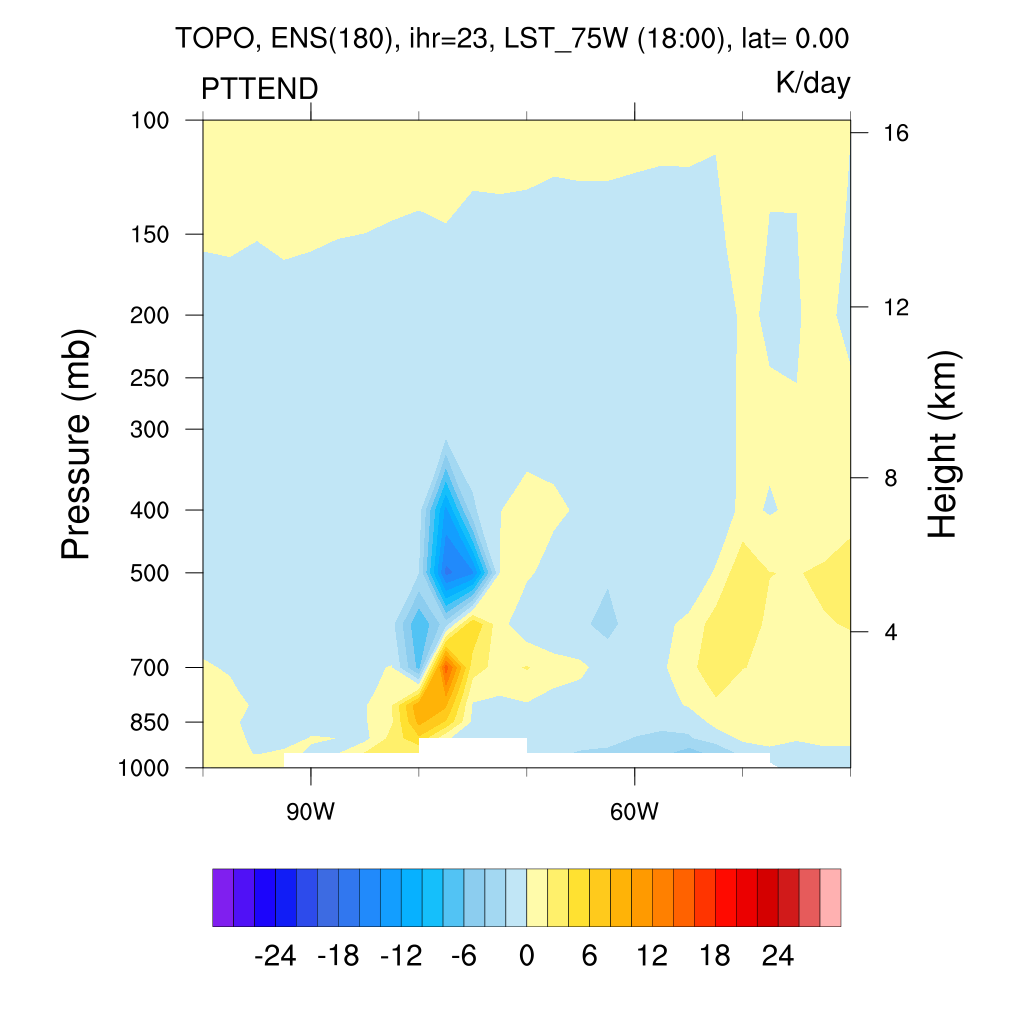 TOPO, ENS(180), ihr=23, LST_75W (18:00), lat= 0.00
PTTEND
K/day
100
150
200
250
300
400
500
700
850
1000
Pressure (mb)
16
12
8
4
Height (km)
90W
60W
-24 -18 -12 -6 0 6 12 18 24